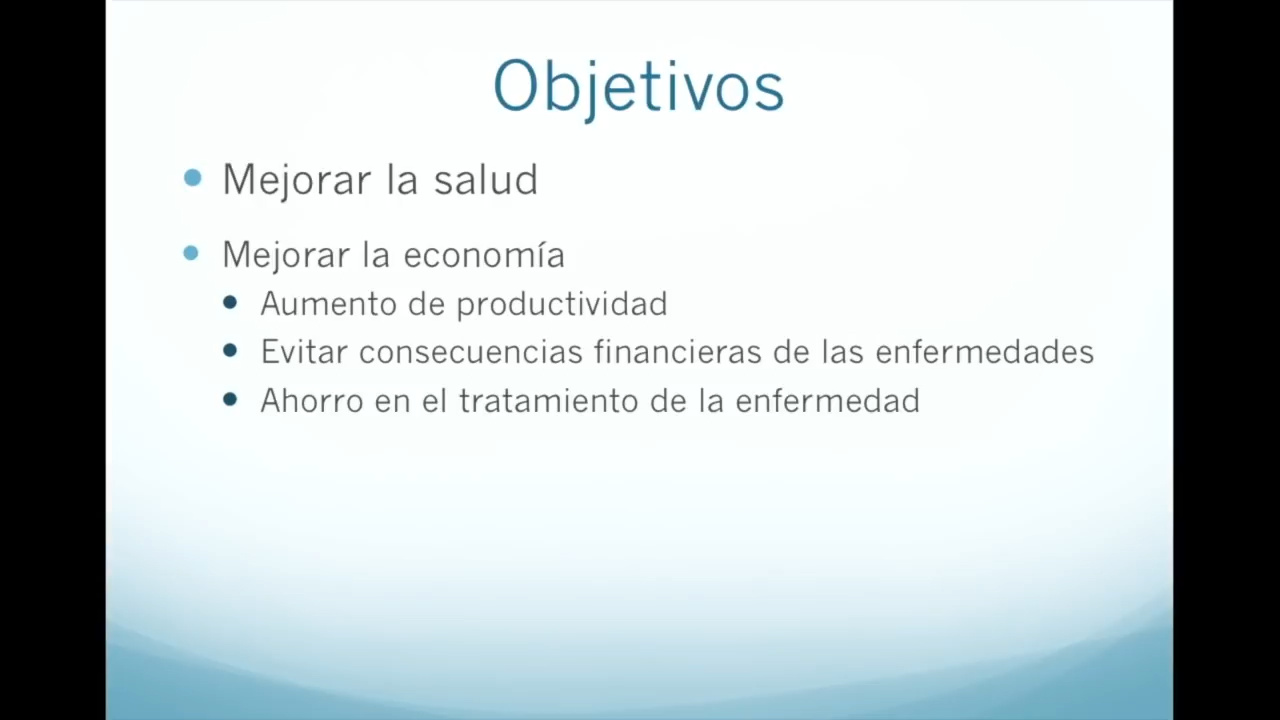 Objetivos
Mejorar la salud
Mejorar la economía
Aumento de productividad
Evitar consecuencias financieras de las enfermedades
Ahorro en el tratamiento de la enfermedad